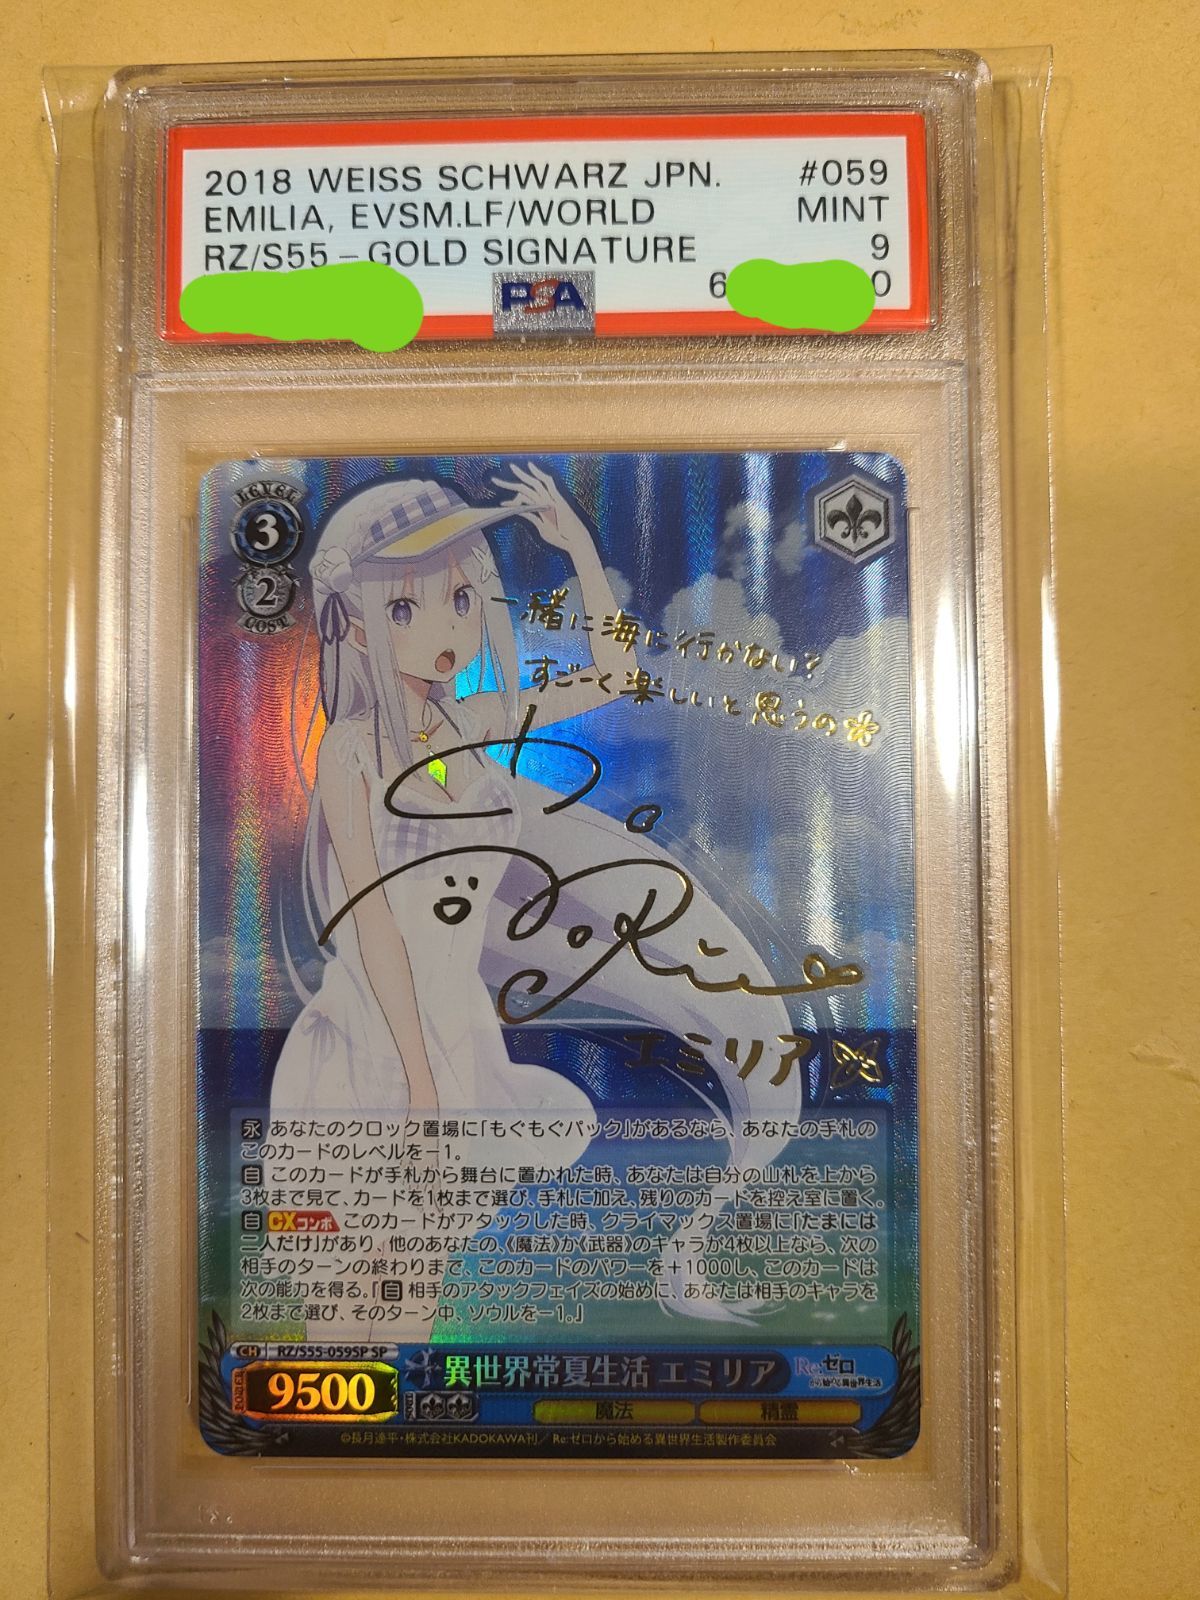 2018 WEISS SCHWARZ JPN. #059
EMILIA, EVSM.LF/WORLD MINT
RZ/S55 – GOLD SIGNATURE 9
PSA 6 0
LEVEL
3
2
COST
一緒に海に行かない?
すごーく楽しいと思うの
Rie
エミリア
永 あなたのクロック置場に「もぐもぐパック」があるなら、あなたの手札の
このカードのレベルを－1。
自 このカードが手札から舞台に置かれた時、あなたは自分の山札を上から
3枚まで見て、カードを1枚まで選び、手札に加え、残りのカードを控え室に置く。
自 CXコンボ このカードがアタックした時、クライマックス置場に「たまには
二人だけ」があり、他のあなたの、《魔法》か《武器》のキャラが4枚以上なら、次の
相手のターンの終わりまで、このカードのパワーを＋1000し、このカードは
次の能力を得る。『自 相手のアタックフェイズの始めに、あなたは相手のキャラを
2枚まで選び、そのターン中、ソウルを－1。』
CH RZ/S55-059SP SP
POWER 9500 異世界常夏生活 エミリア Re:ゼロ から始める異世界生活
SOUL 魔法 精霊
©長月達平・株式会社KADOKAWA刊／Re:ゼロから始める異世界生活製作委員会